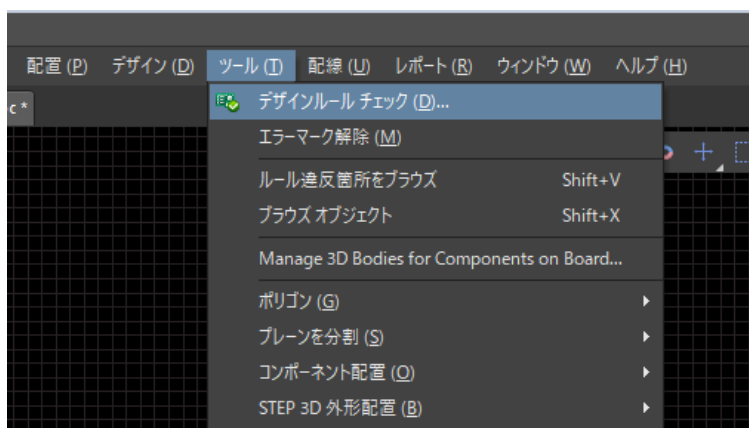 配置 (P) デザイン (D) ツール (T) 配線 (U) レポート (R) ウィンドウ (W) ヘルプ (H)
c *
デザインルール チェック (D)...
エラーマーク解除 (M)
ルール違反箇所をブラウズ Shift+V
ブラウズ オブジェクト Shift+X
Manage 3D Bodies for Components on Board...
ポリゴン (G)
プレーンを分割 (S)
コンポーネント配置 (O)
STEP 3D 外形配置 (B)